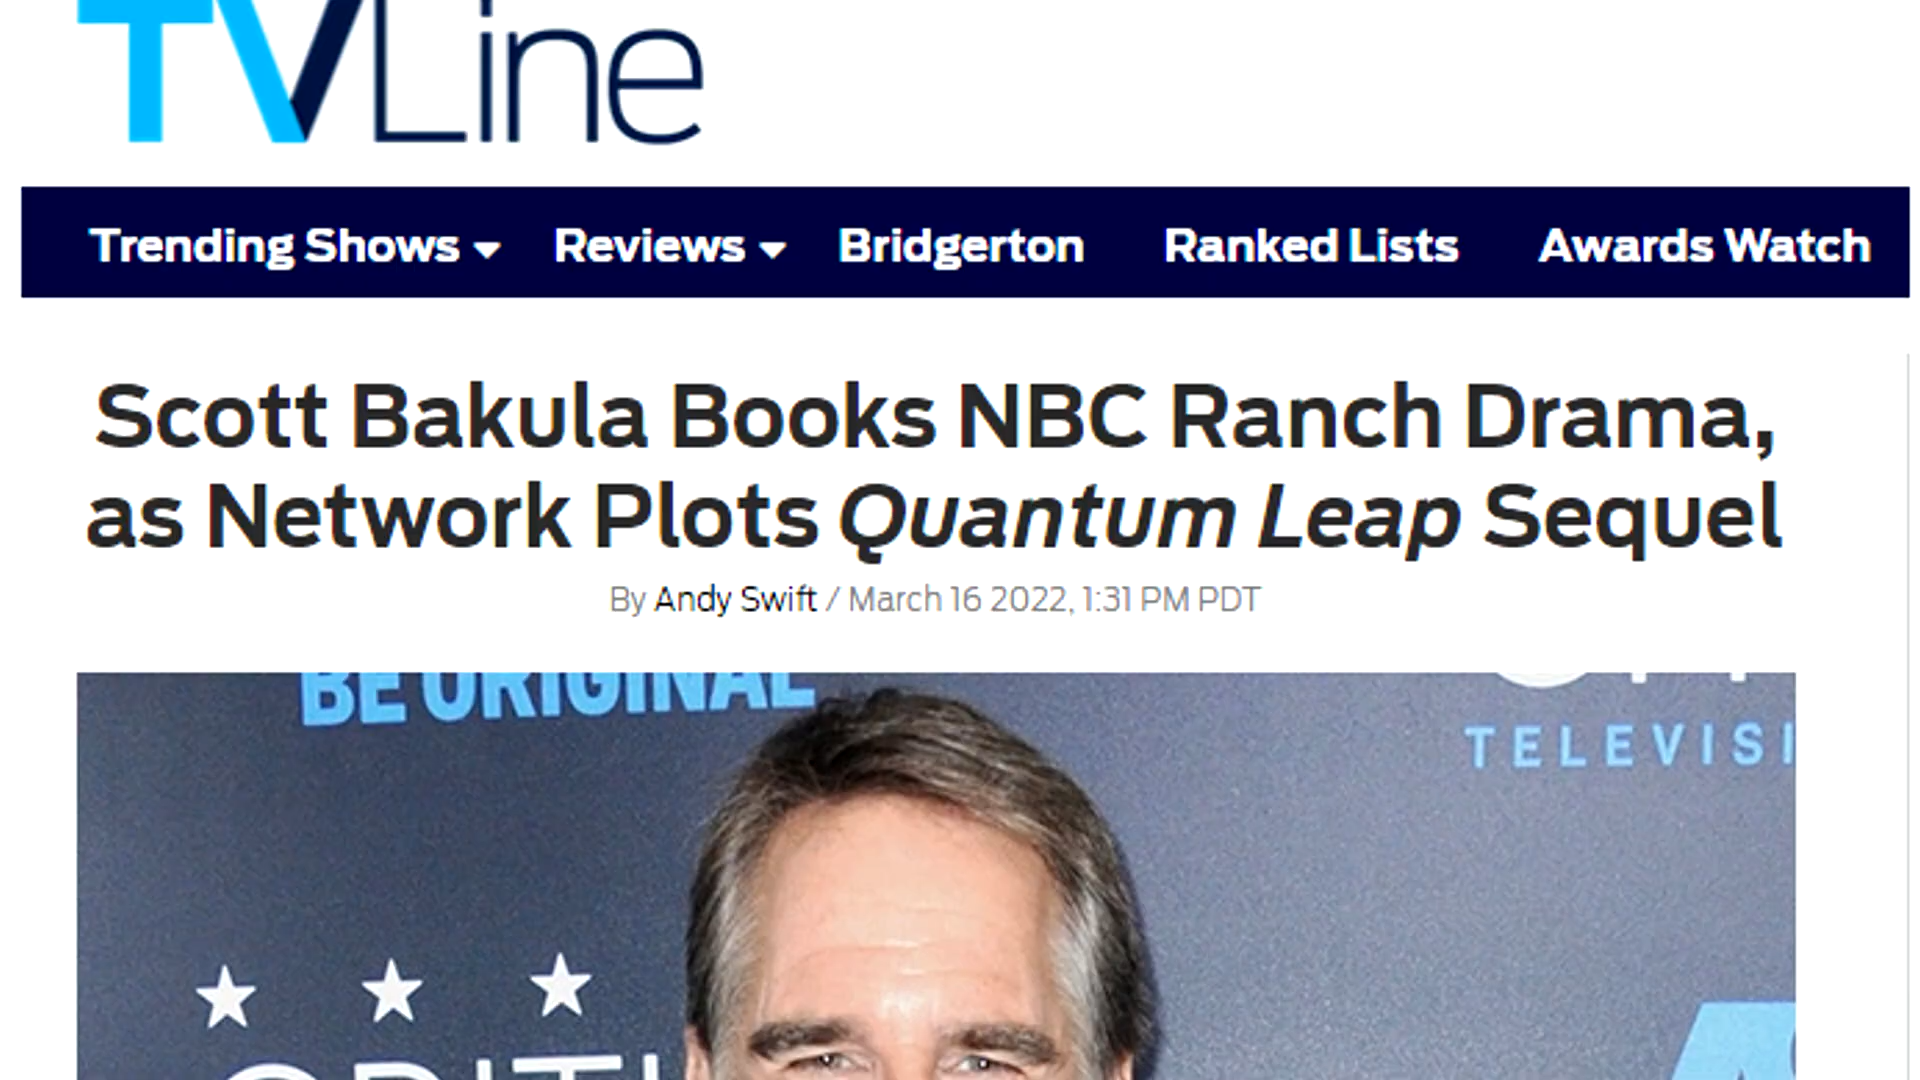 TVLine
Trending Shows Reviews Bridgerton Ranked Lists Awards Watch
Scott Bakula Books NBC Ranch Drama,
as Network Plots Quantum Leap Sequel
By Andy Swift / March 16 2022, 1:31 PM PDT
BE ORIGINAL
TELEVISI